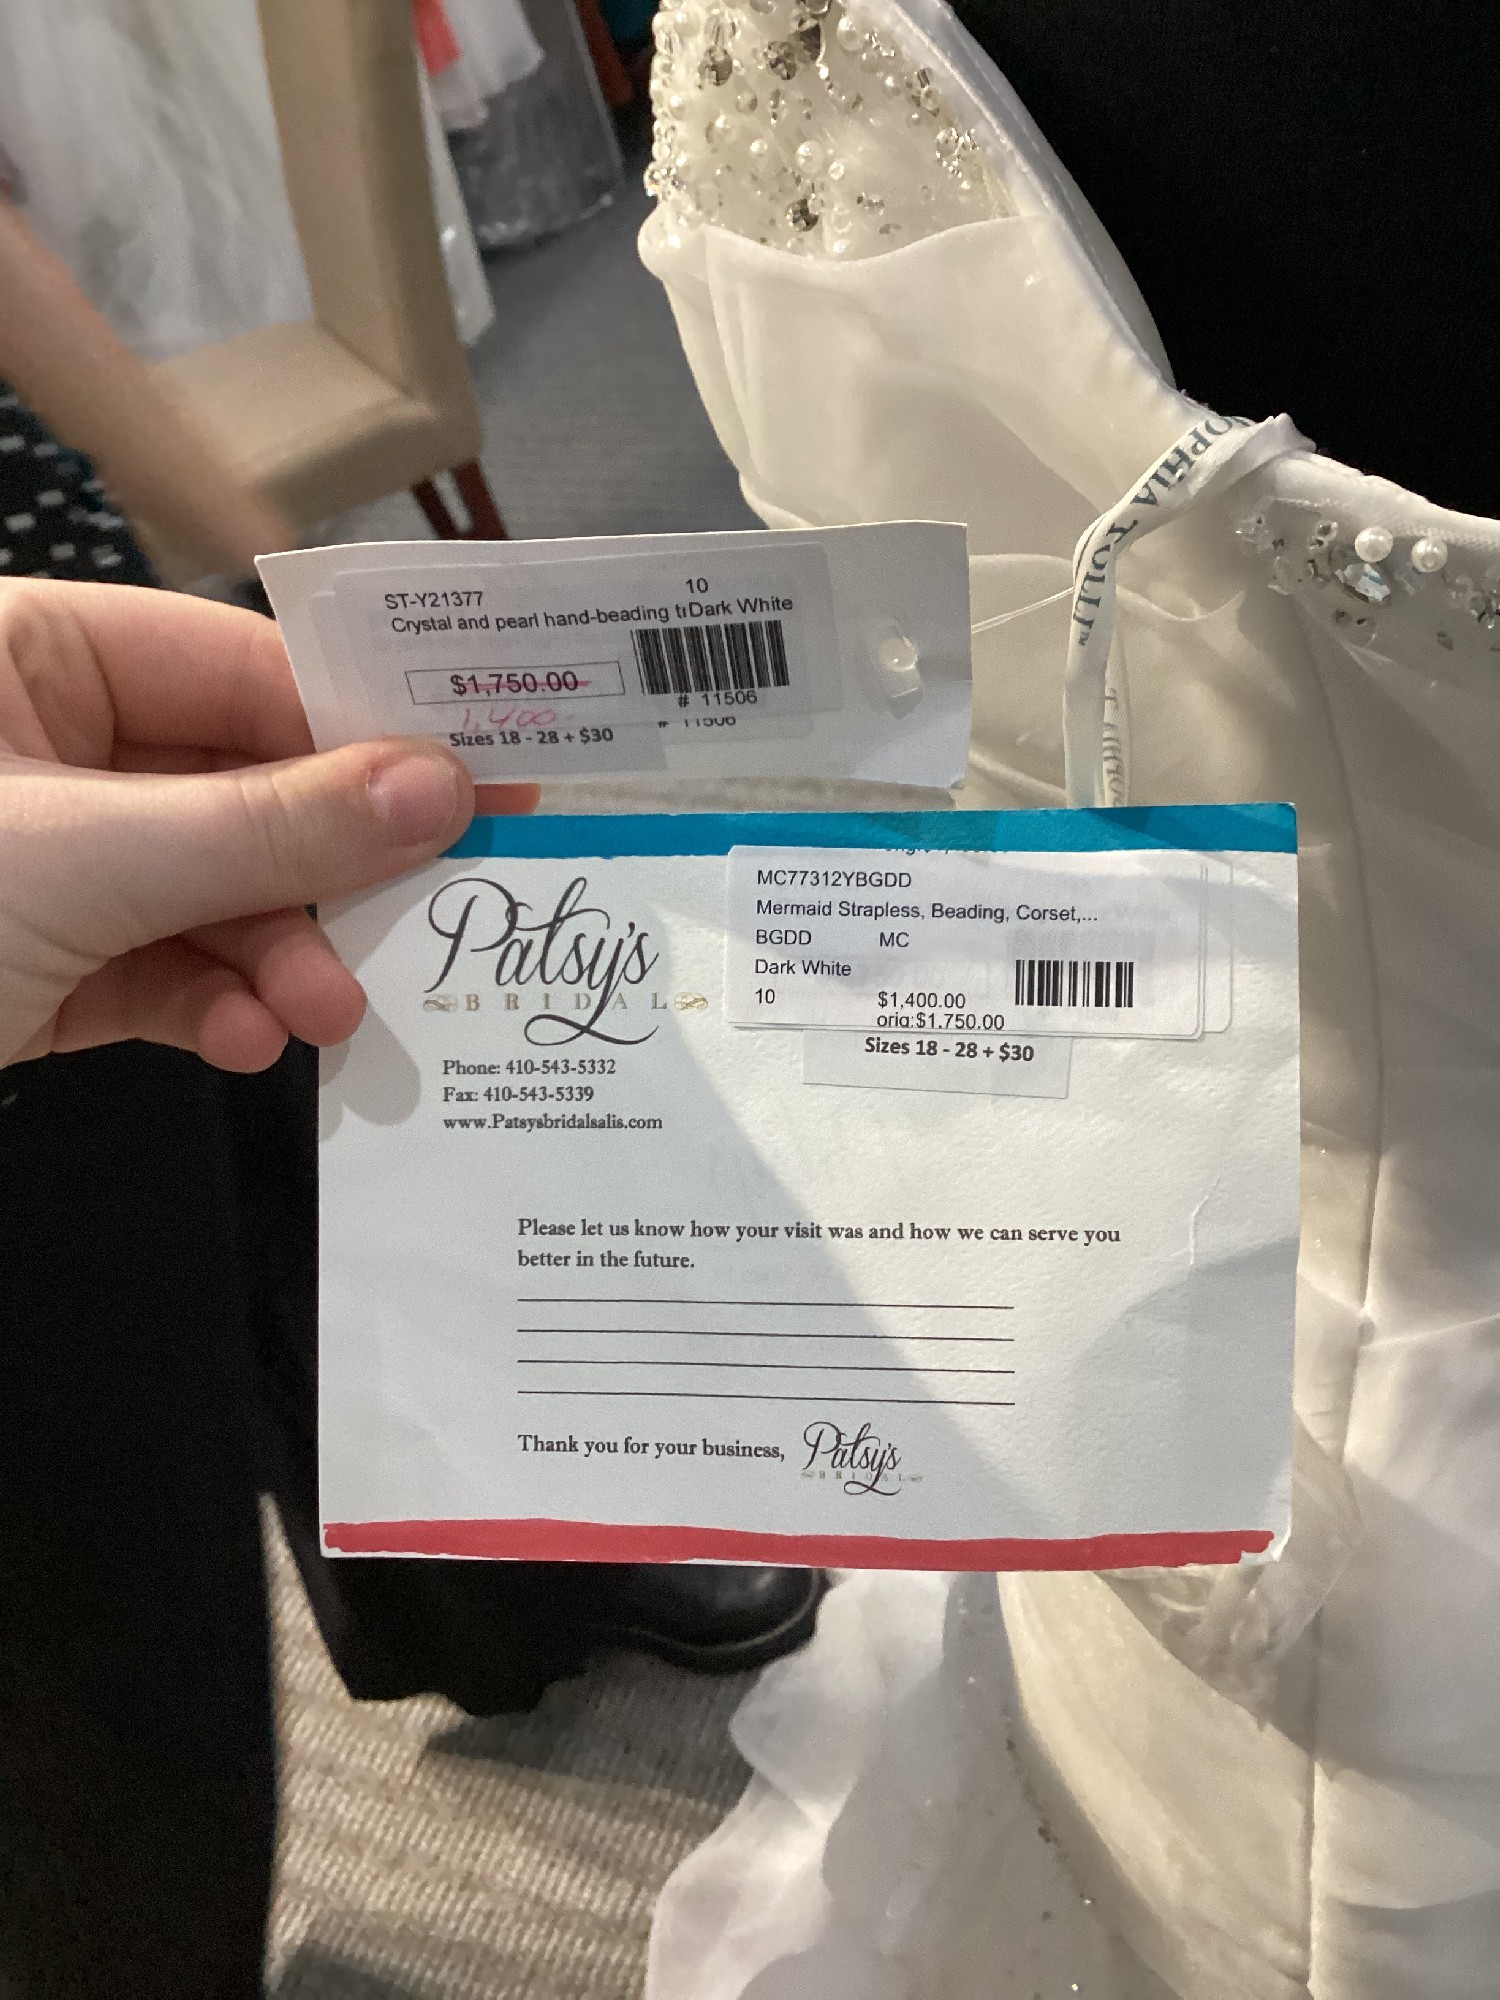 SOPHIA TOLLI™
ST-Y21377 10
Crystal and pearl hand-beading ti Dark White
$1,750.00
1,400
# 11506
# 11506
Sizes 18 - 28 + $30
Patsy's
BRIDAL
Phone: 410-543-5332
Fax: 410-543-5339
www.Patsysbridalsalis.com
MC77312YBGDD
Mermaid Strapless, Beading, Corset,...
BGDD MC
Dark White
10 $1,400.00
orig:$1,750.00
Sizes 18 - 28 + $30
Please let us know how your visit was and how we can serve you
better in the future.
Thank you for your business,
Patsy's
BRIDAL